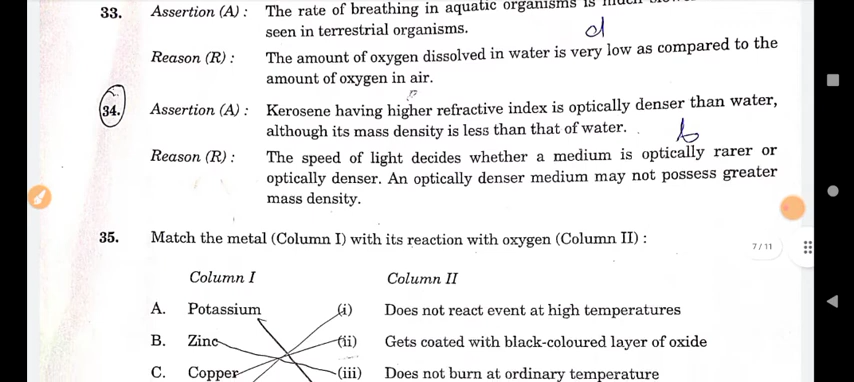 33. Assertion (A) : The rate of breathing in aquatic organisms is
seen in terrestrial organisms.
d
Reason (R) : The amount of oxygen dissolved in water is very low as compared to the
amount of oxygen in air.
34. Assertion (A) : Kerosene having higher refractive index is optically denser than water,
although its mass density is less than that of water.
b
Reason (R) : The speed of light decides whether a medium is optically rarer or
optically denser. An optically denser medium may not possess greater
mass density.
35. Match the metal (Column I) with its reaction with oxygen (Column II) :
7/11
Column I Column II
A. Potassium (i) Does not react event at high temperatures
B. Zinc (ii) Gets coated with black-coloured layer of oxide
C. Copper (iii) Does not burn at ordinary temperature